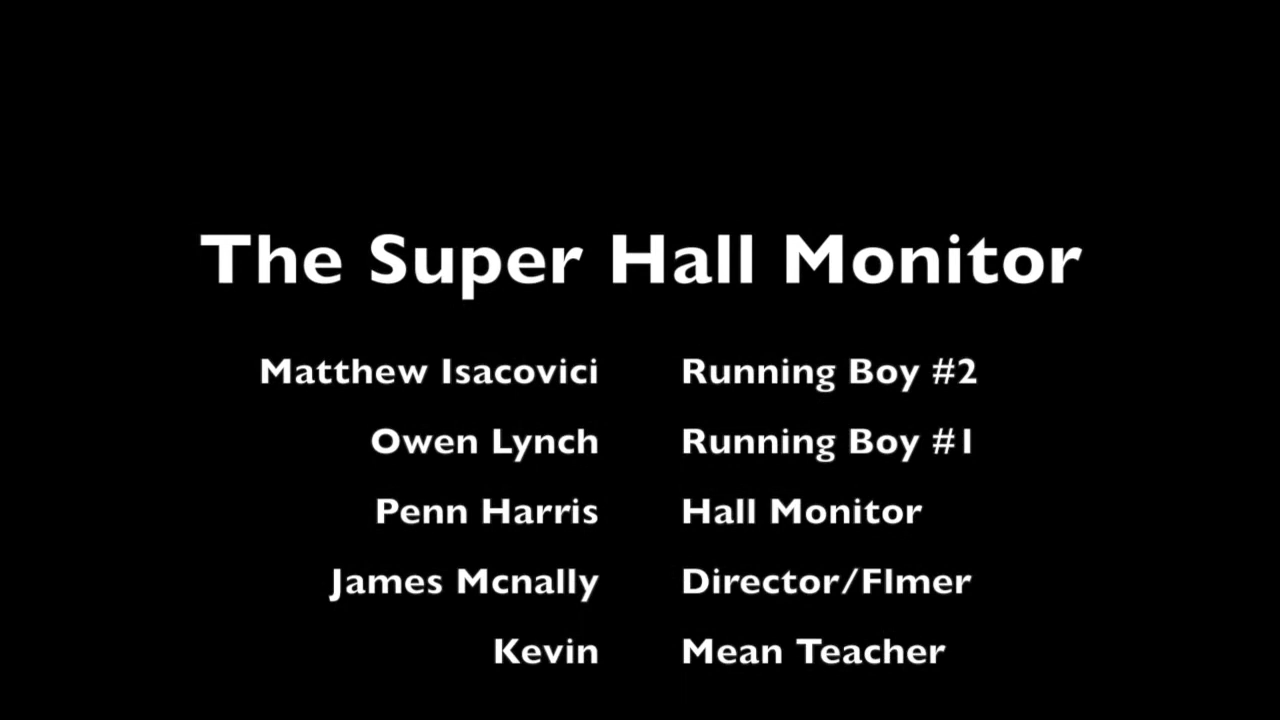 The Super Hall Monitor
Matthew Isacovici Running Boy #2
Owen Lynch Running Boy #1
Penn Harris Hall Monitor
James Mcnally Director/FImer
Kevin Mean Teacher